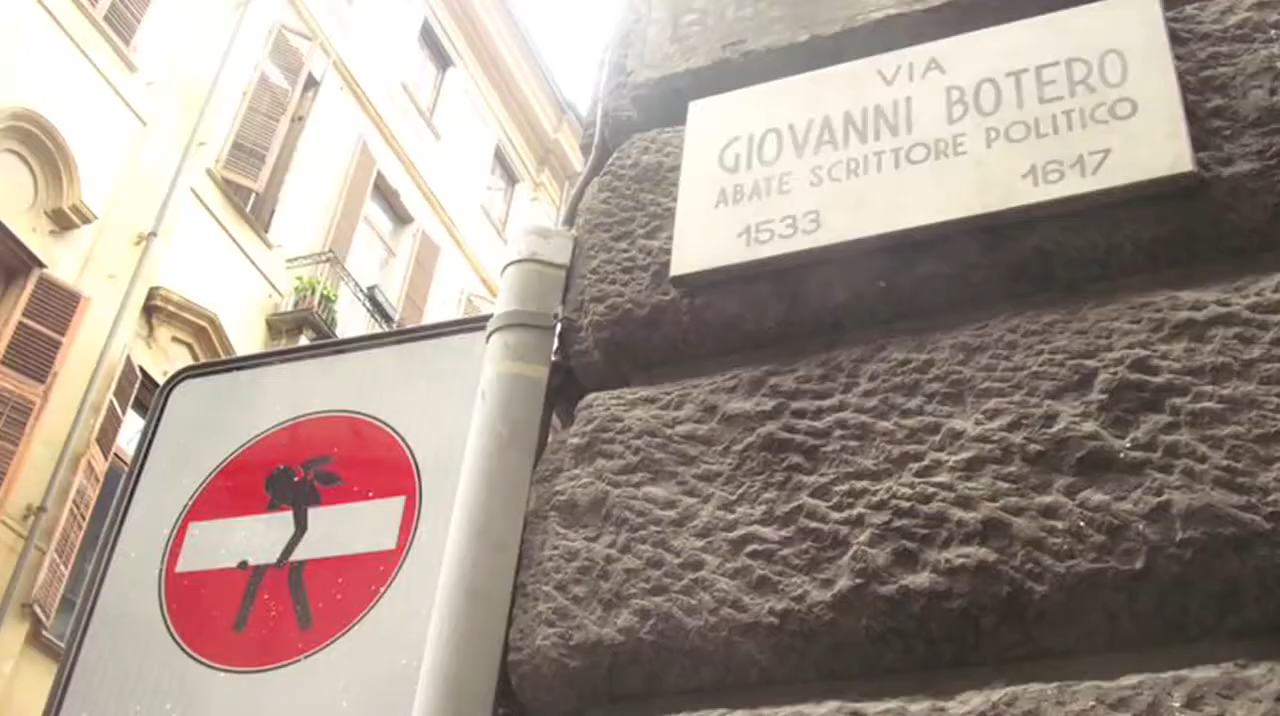 VIA
GIOVANNI BOTERO
ABATE SCRITTORE POLITICO
1533 1617